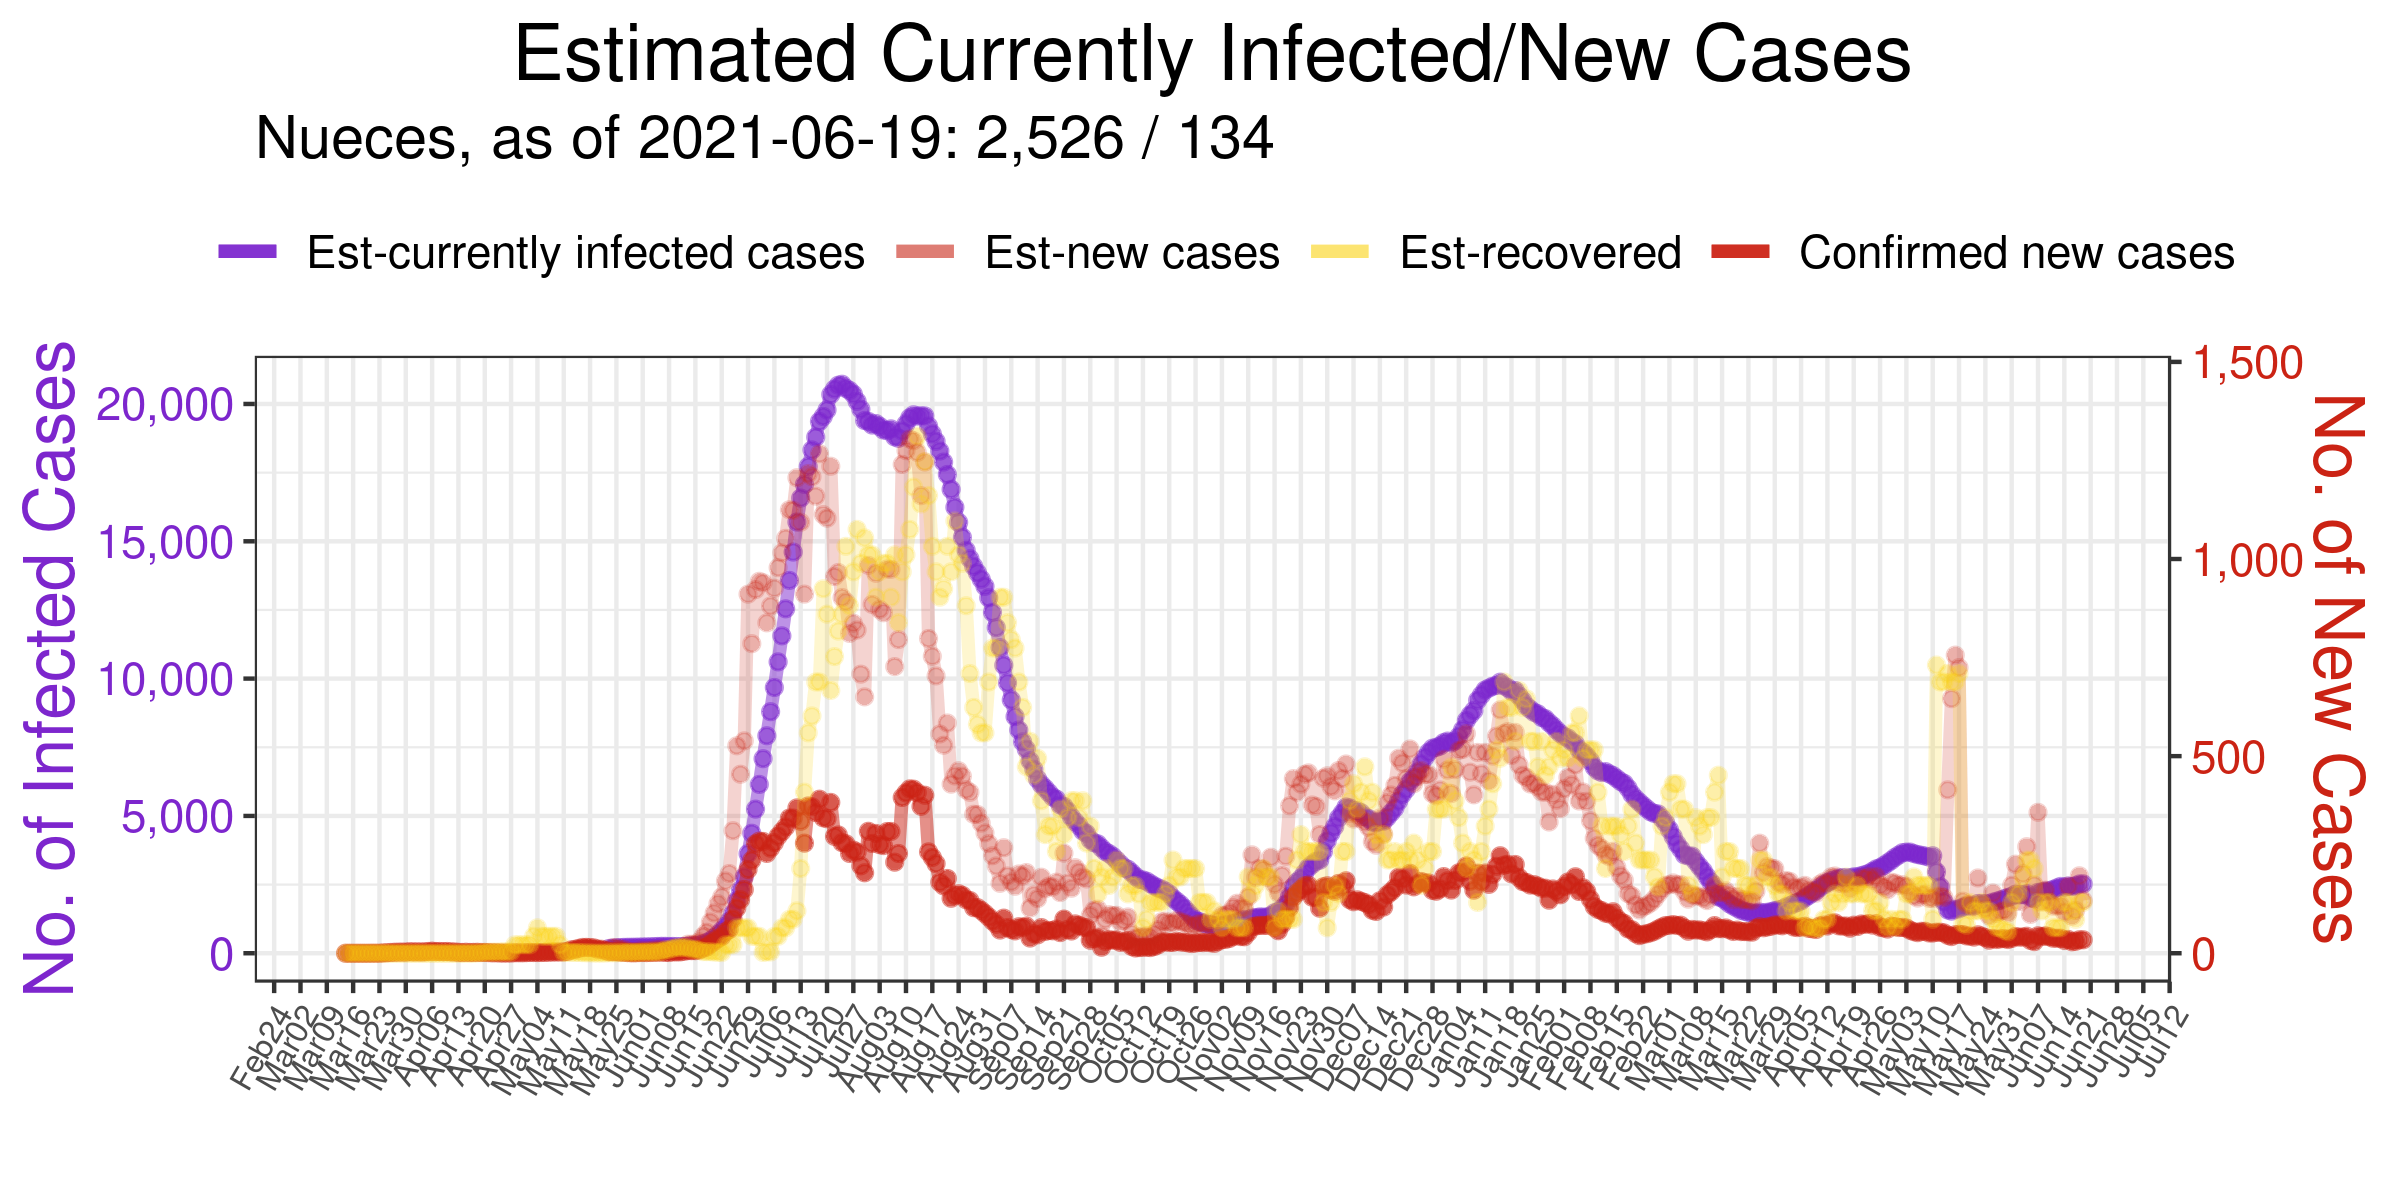 Estimated Currently Infected/New Cases
Nueces, as of 2021-06-19: 2,526 / 134
Est-currently infected cases
Est-new cases
Est-recovered
Confirmed new cases
No. of Infected Cases
20,000
15,000
10,000
5,000
0
1,500
1,000
500
0
No. of New Cases
Feb24
Mar02
Mar09
Mar16
Mar23
Mar30
Apr06
Apr13
Apr20
Apr27
May04
May11
May18
May25
Jun01
Jun08
Jun15
Jun22
Jun29
Jul06
Jul13
Jul20
Jul27
Aug03
Aug10
Aug17
Aug24
Aug31
Sep07
Sep14
Sep21
Sep28
Oct05
Oct12
Oct19
Oct26
Nov02
Nov09
Nov16
Nov23
Nov30
Dec07
Dec14
Dec21
Dec28
Jan04
Jan11
Jan18
Jan25
Feb01
Feb08
Feb15
Feb22
Mar01
Mar08
Mar15
Mar22
Mar29
Apr05
Apr12
Apr19
Apr26
May03
May10
May17
May24
May31
Jun07
Jun14
Jun21
Jun28
Jul05
Jul12